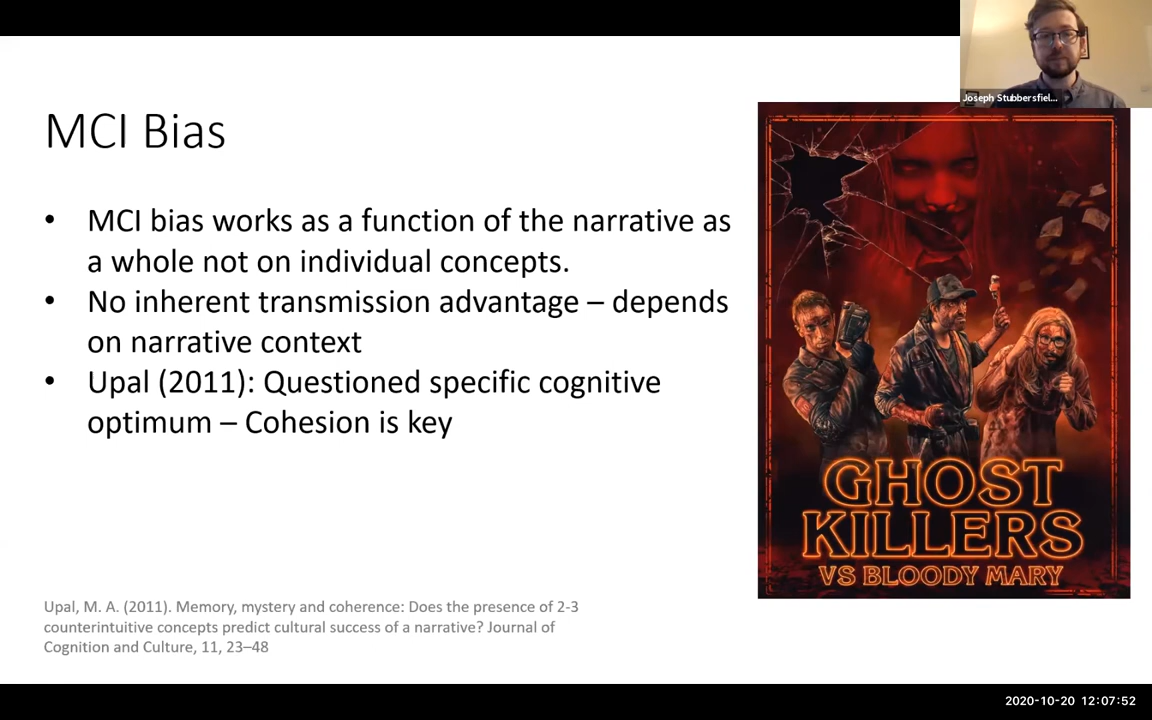 Joseph Stubbersfiel...
MCI Bias
• MCI bias works as a function of the narrative as
a whole not on individual concepts.
• No inherent transmission advantage – depends
on narrative context
• Upal (2011): Questioned specific cognitive
optimum – Cohesion is key
GHOST
KILLERS
VS BLOODY MARY
Upal, M. A. (2011). Memory, mystery and coherence: Does the presence of 2-3
counterintuitive concepts predict cultural success of a narrative? Journal of
Cognition and Culture, 11, 23–48
2020-10-20 12:07:52